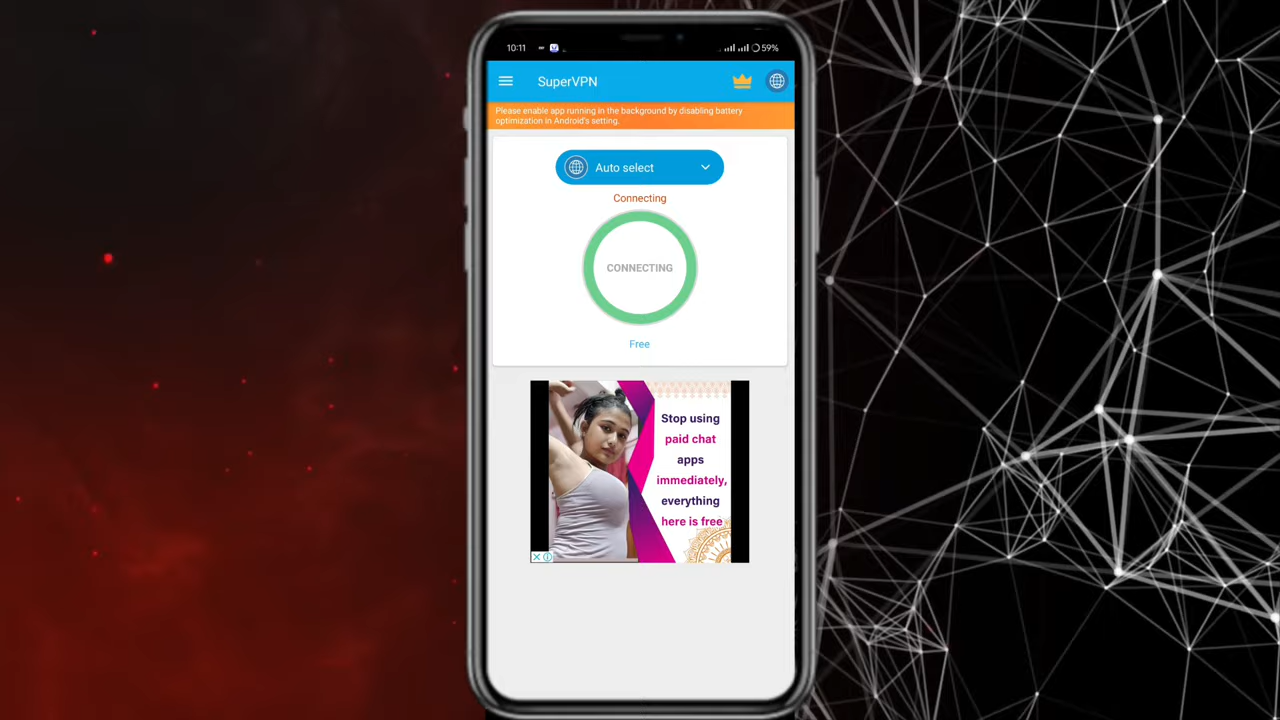 10:11
59%
SuperVPN
Please enable app running in the background by disabling battery
optimization in Android's setting.
Auto select
Connecting
CONNECTING
Free
Stop using
paid chat
apps
immediately,
everything
here is free